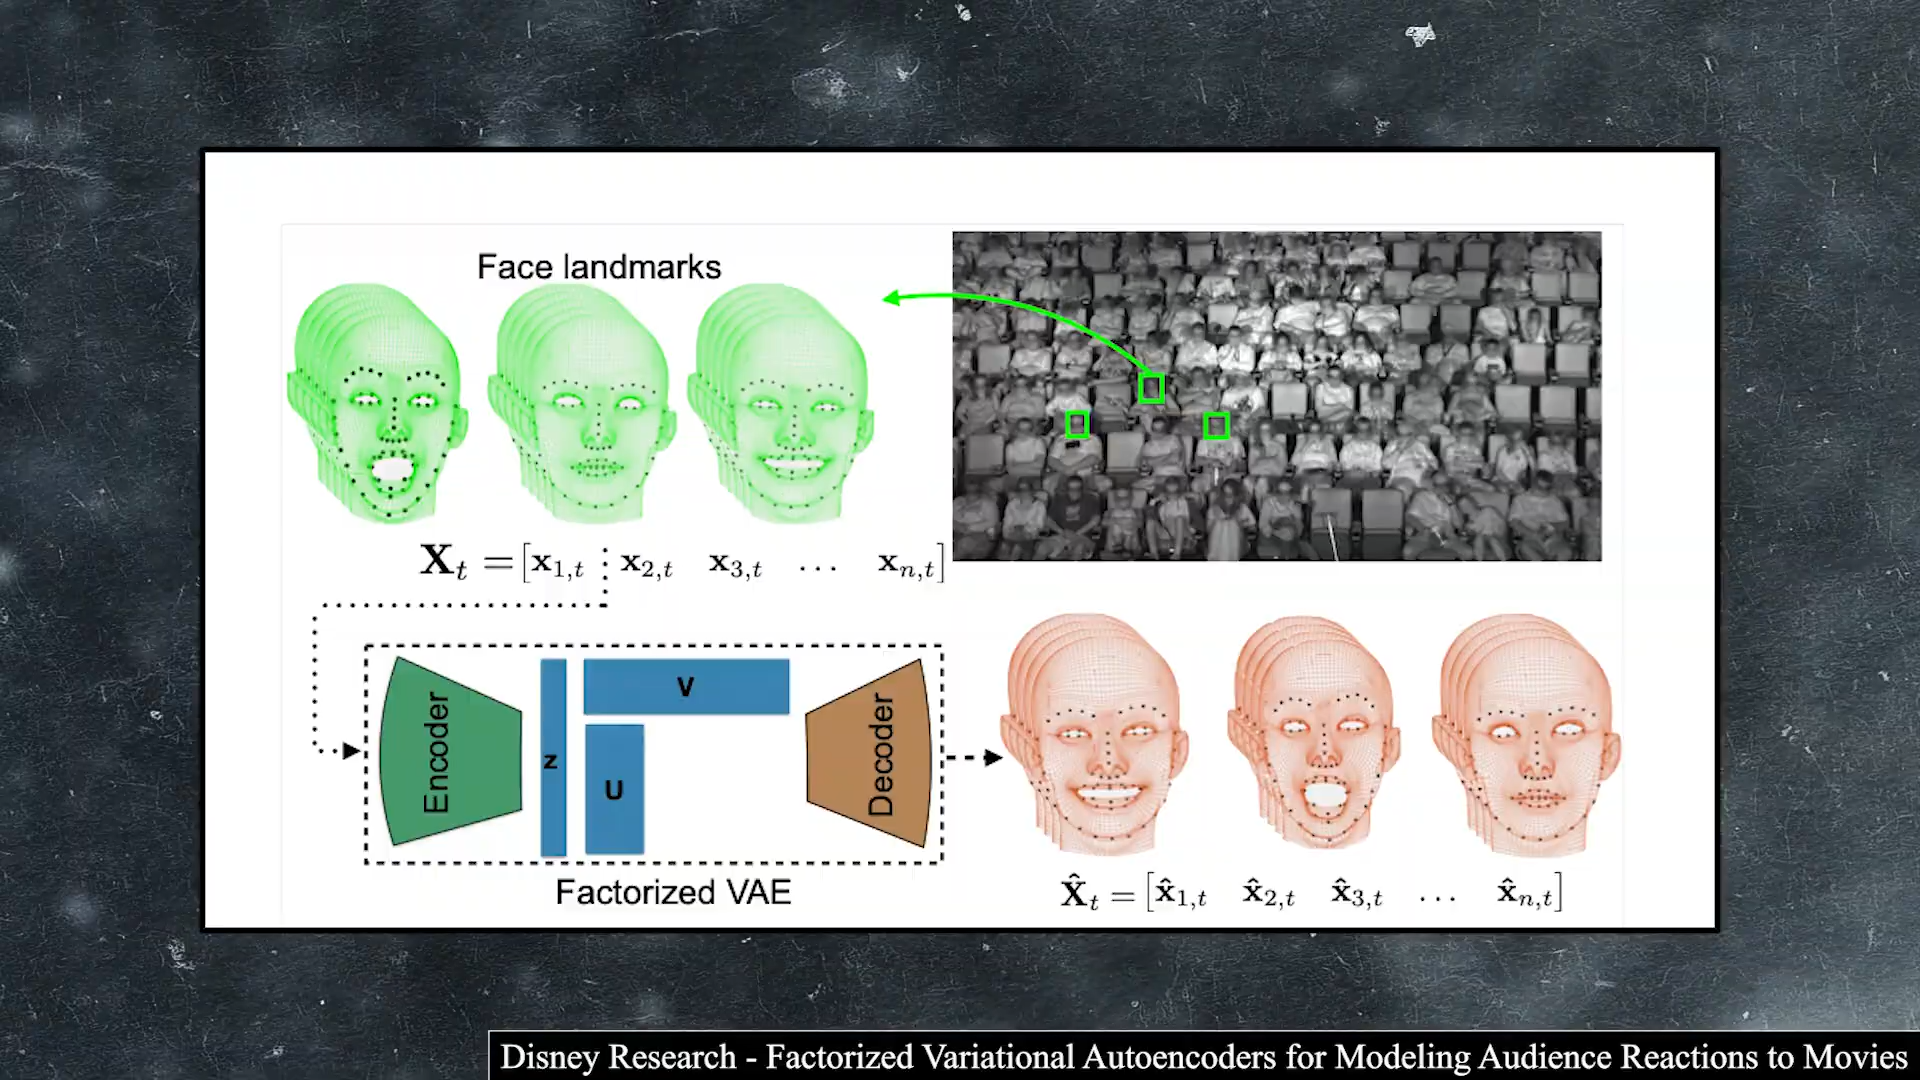 Face landmarks
X_t = [x_{1,t} x_{2,t} x_{3,t} ... x_{n,t}]
Encoder
z
V
U
Decoder
Factorized VAE
X̂_t = [x̂_{1,t} x̂_{2,t} x̂_{3,t} ... x̂_{n,t}]
Disney Research - Factorized Variational Autoencoders for Modeling Audience Reactions to Movies